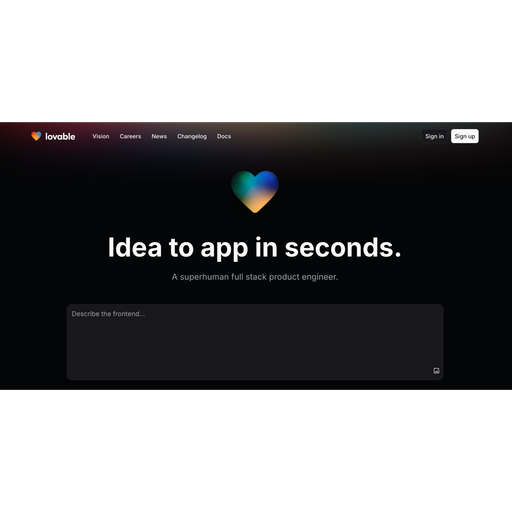 lovable Vision Careers News Changelog Docs Sign in Sign up
Idea to app in seconds.
A superhuman full stack product engineer.
Describe the frontend...